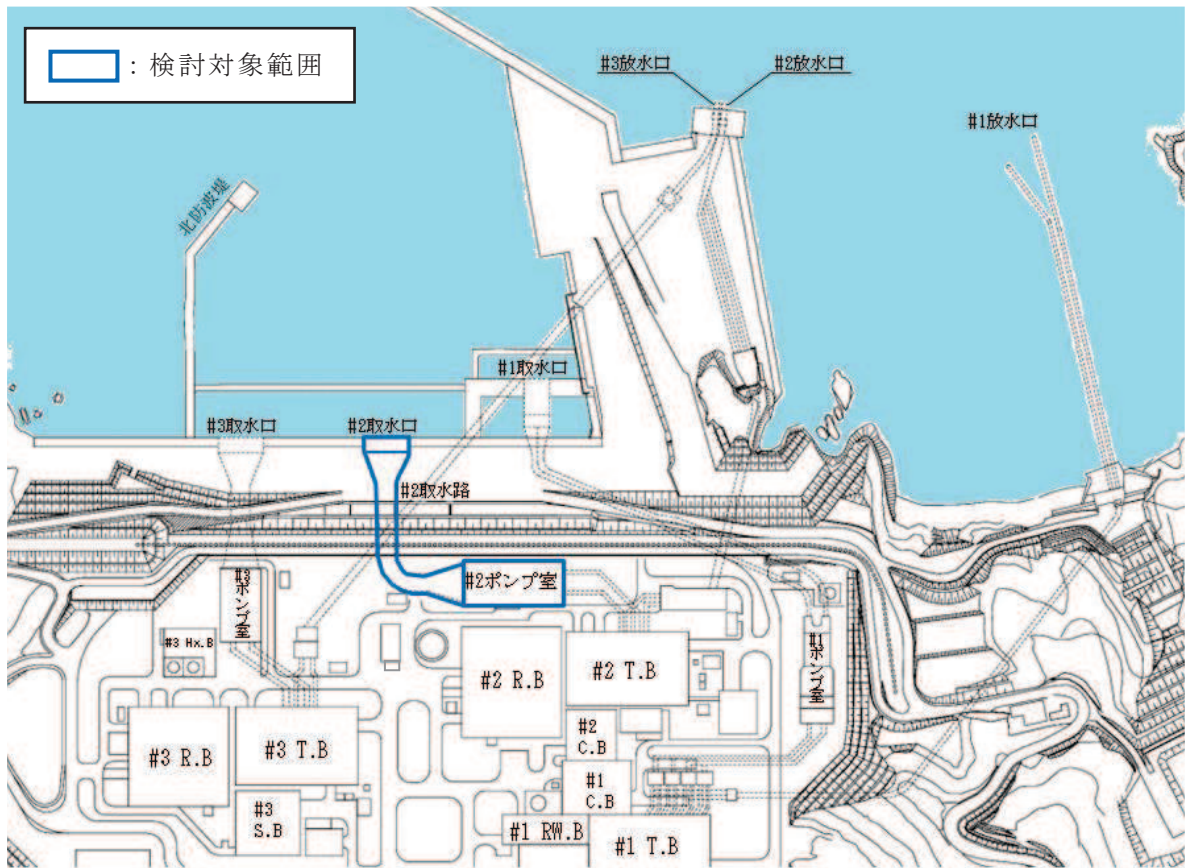 ：検討対象範囲
#3放水口
#2放水口
#1放水口
北防波堤
#1取水口
#3取水口
#2取水口
#2取水路
#3ポンプ室
#2ポンプ室
#1ポンプ室
#3 Hx.B
#2 R.B
#2 T.B
#3 R.B
#3 T.B
#2
C.B
#1
C.B
#3
S.B
#1 RW.B
#1 T.B